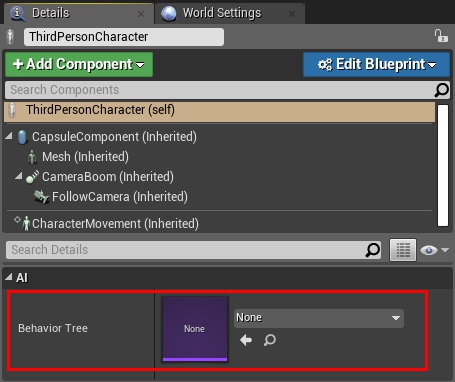 Details
World Settings
ThirdPersonCharacter
+ Add Component
Edit Blueprint
Search Components
ThirdPersonCharacter (self)
CapsuleComponent (Inherited)
Mesh (Inherited)
CameraBoom (Inherited)
FollowCamera (Inherited)
CharacterMovement (Inherited)
Search Details
AI
Behavior Tree
None
None